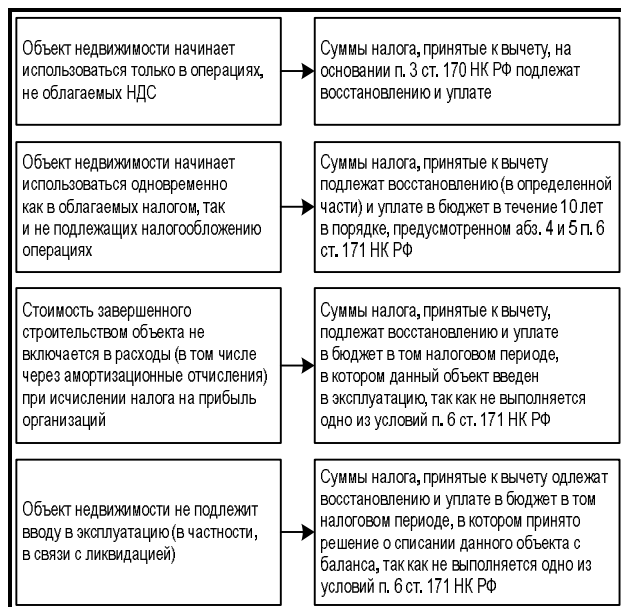 Объект недвижимости начинает
использоваться только в операциях,
не облагаемых НДС
Суммы налога, принятые к вычету, на
основании п. 3 ст. 170 НК РФ подлежат
восстановлению и уплате
Объект недвижимости начинает
использоваться одновременно
как в облагаемых налогом, так
и не подлежащих налогообложению
операциях
Суммы налога, принятые к вычету
подлежат восстановлению (в определенной
части) и уплате в бюджет в течение 10 лет
в порядке, предусмотренном абз. 4 и 5 п. 6
ст. 171 НК РФ
Стоимость завершенного
строительством объекта не
включается в расходы (в том числе
через амортизационные отчисления)
при исчислении налога на прибыль
организаций
Суммы налога, принятые к вычету,
подлежат восстановлению и уплате
в бюджет в том налоговом периоде,
в котором данный объект введен
в эксплуатацию, так как не выполняется
одно из условий п. 6 ст. 171 НК РФ
Объект недвижимости не подлежит
вводу в эксплуатацию (в частности,
в связи с ликвидацией)
Суммы налога, принятые к вычету одлежат
восстановлению и уплате в бюджет в том
налоговом периоде, в котором принято
решение о списании данного объекта с
баланса, так как не выполняется одно из
условий п. 6 ст. 171 НК РФ